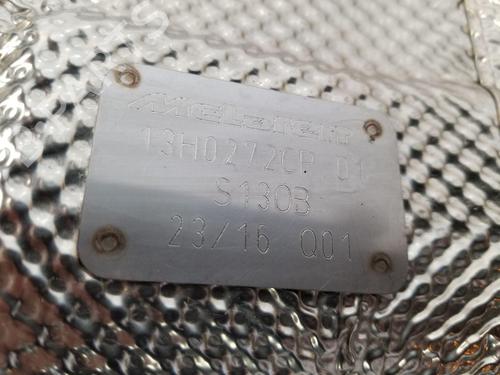 McLaren
13H0272CP 01
S130B
23/16 Q01